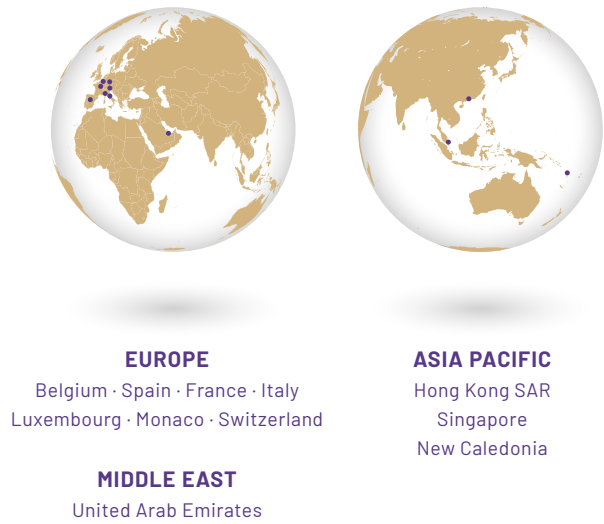 EUROPE
Belgium · Spain · France · Italy
Luxembourg · Monaco · Switzerland
MIDDLE EAST
United Arab Emirates
ASIA PACIFIC
Hong Kong SAR
Singapore
New Caledonia